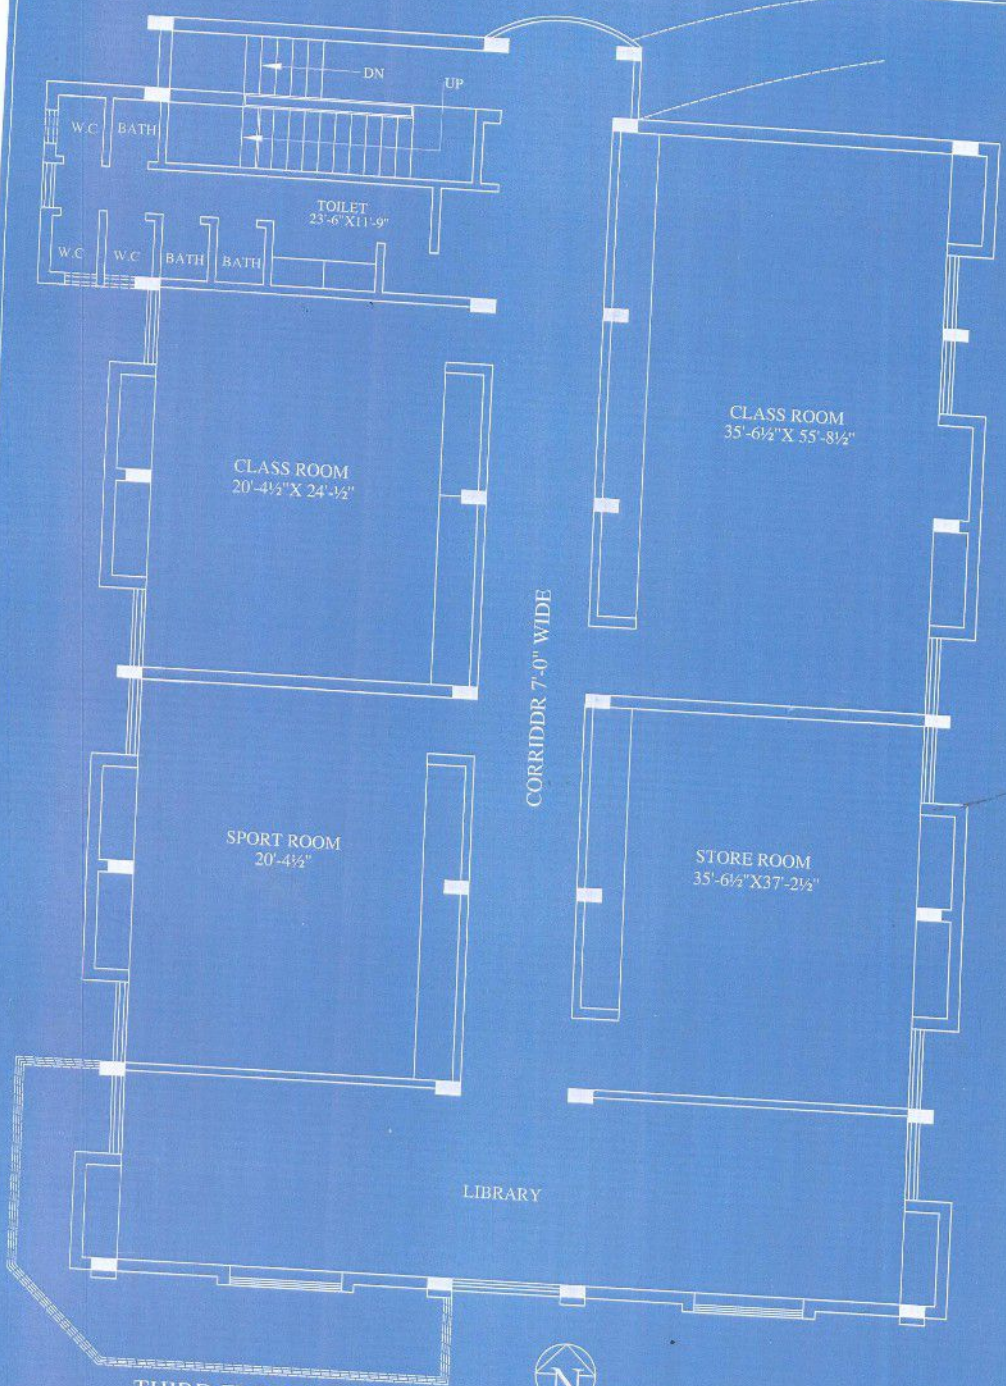 DN
UP
W.C
BATH
TOILET
23'-6"X11'-9"
W.C
W.C
BATH
BATH
CLASS ROOM
35'-6½"X 55'-8½"
CLASS ROOM
20'-4½"X 24'-½"
CORRIDDR 7'-0" WIDE
SPORT ROOM
20'-4½"
STORE ROOM
35'-6½"X37'-2½"
LIBRARY
THIRD
N